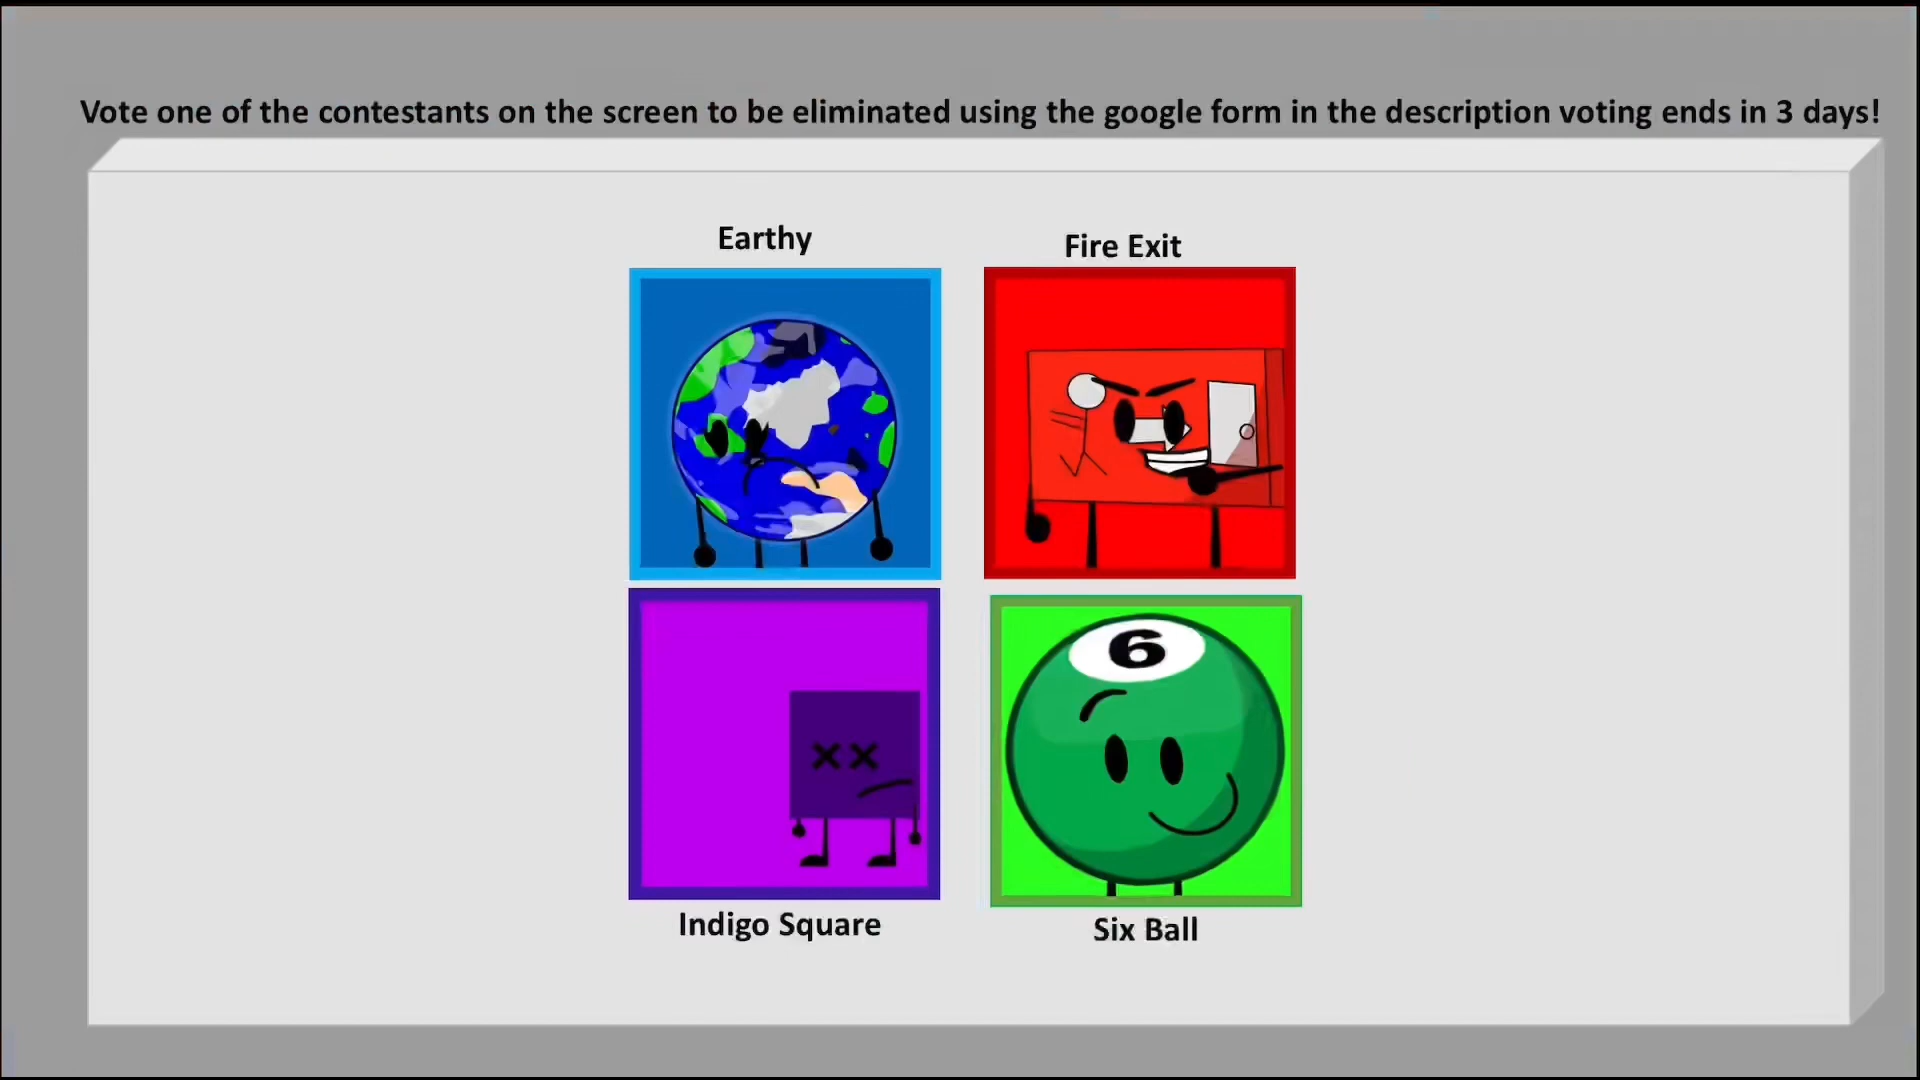 Vote one of the contestants on the screen to be eliminated using the google form in the description voting ends in 3 days!
Earthy
Fire Exit
6
Indigo Square
Six Ball